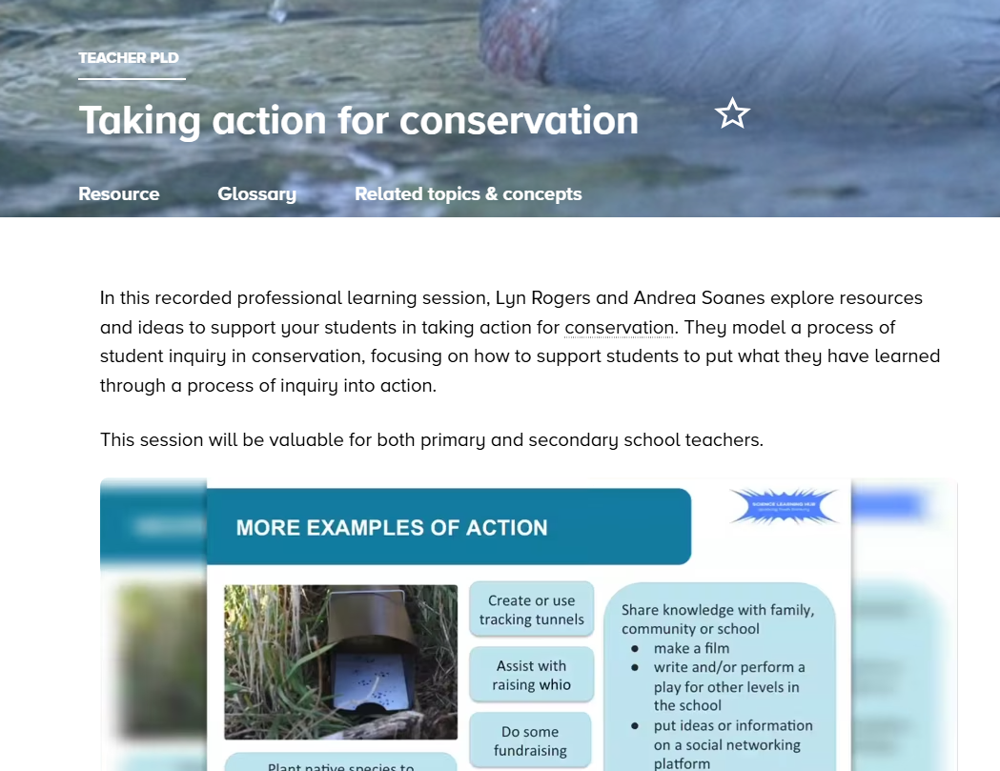 TEACHER PLD
Taking action for conservation
Resource
Glossary
Related topics & concepts
In this recorded professional learning session, Lyn Rogers and Andrea Soanes explore resources
and ideas to support your students in taking action for conservation. They model a process of
student inquiry in conservation, focusing on how to support students to put what they have learned
through a process of inquiry into action.
This session will be valuable for both primary and secondary school teachers.
MORE EXAMPLES OF ACTION
SCIENCE LEARNING HUB
Create or use
tracking tunnels
Assist with
raising whio
Do some
fundraising
Plant native species to
Share knowledge with family,
community or school
● make a film
● write and/or perform a
play for other levels in
the school
● put ideas or information
on a social networking
platform